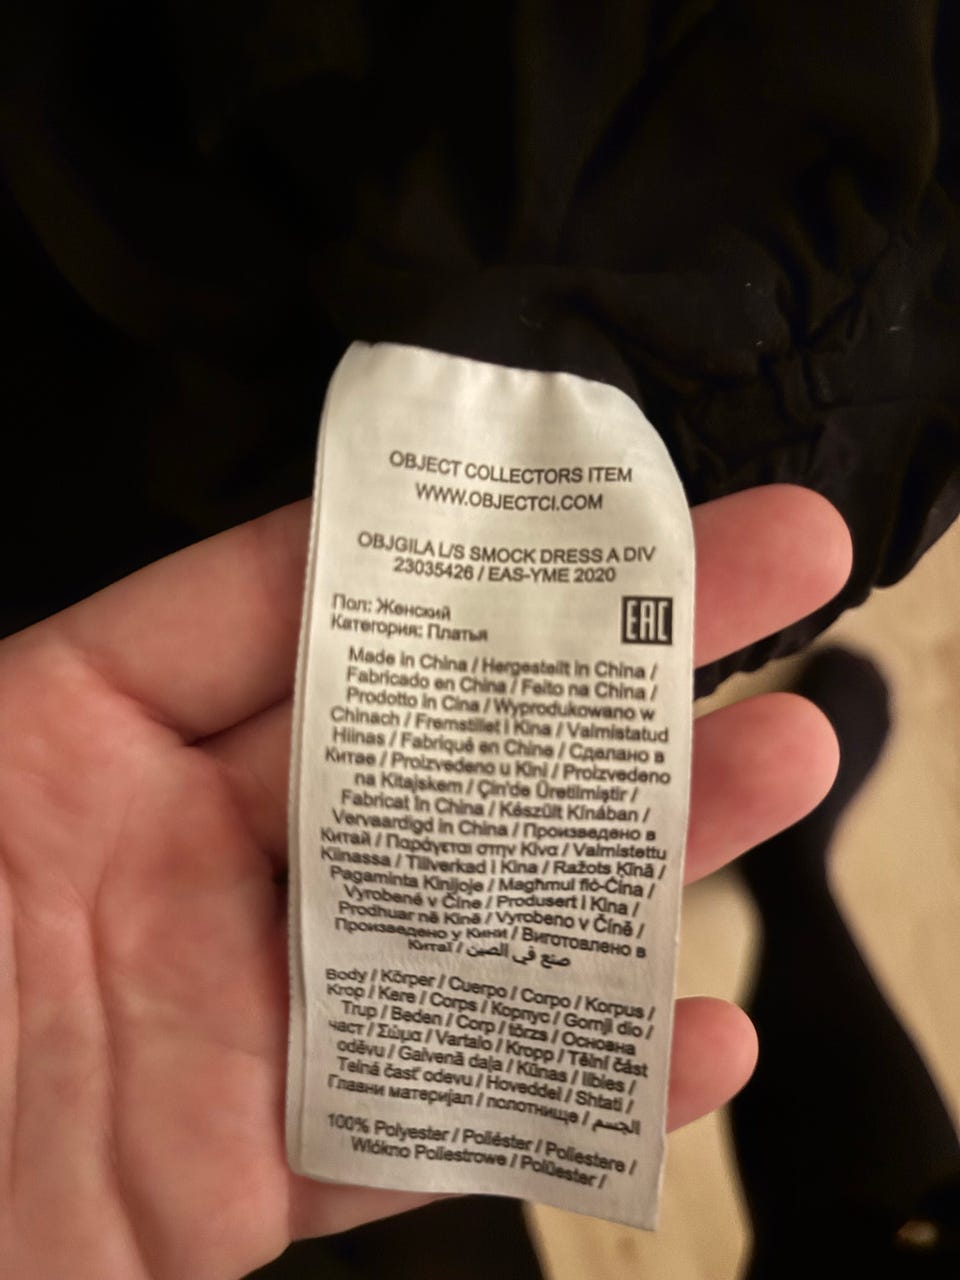 OBJECT COLLECTORS ITEM
WWW.OBJECTCI.COM
OBJGILA L/S SMOCK DRESS A DIV
23035426 / EAS-YME 2020
Пол: Женский
Категория: Платья
EAC
Made in China / Hergestellt in China /
Fabricado en China / Feito na China /
Prodotto in Cina / Wyprodukowano w
Chinach / Fremstillet i Kina / Valmistatud
Hiinas / Fabriqué en Chine / Сделано в
Китае / Proizvedeno u Kini / Proizvedeno
na Kitajskem / Çin'de Üretilmiştir /
Fabricat în China / Készült Kínában /
Vervaardigd in China / Произведено в
Китай / Παράγεται στην Κίνα / Valmistettu
Kiinassa / Tillverkad i Kina / Ražots Ķīnā /
Pagaminta Kinijoje / Magħmul fiċ-Ċina /
Vyrobené v Číne / Produsert i Kina /
Prodhuar në Kinë / Vyrobeno v Číně /
Произведено у Кини / Виготовлено в
Китаї / صنع في الصين
Body / Körper / Cuerpo / Corpo / Korpus /
Krop / Kere / Corps / Корпус / Gornji dio /
Trup / Beden / Corp / törzs / Основна
част / Σώμα / Vartalo / Kropp / Tělní část
oděvu / Galvenā daļa / Kūnas / Ilbies /
Telná časť odevu / Hoveddel / Shtati /
Главни материјал / полотнище / الجسم
100% Polyester / Poliéster / Poliestere /
Włókno Poliestrowe / Polüester /